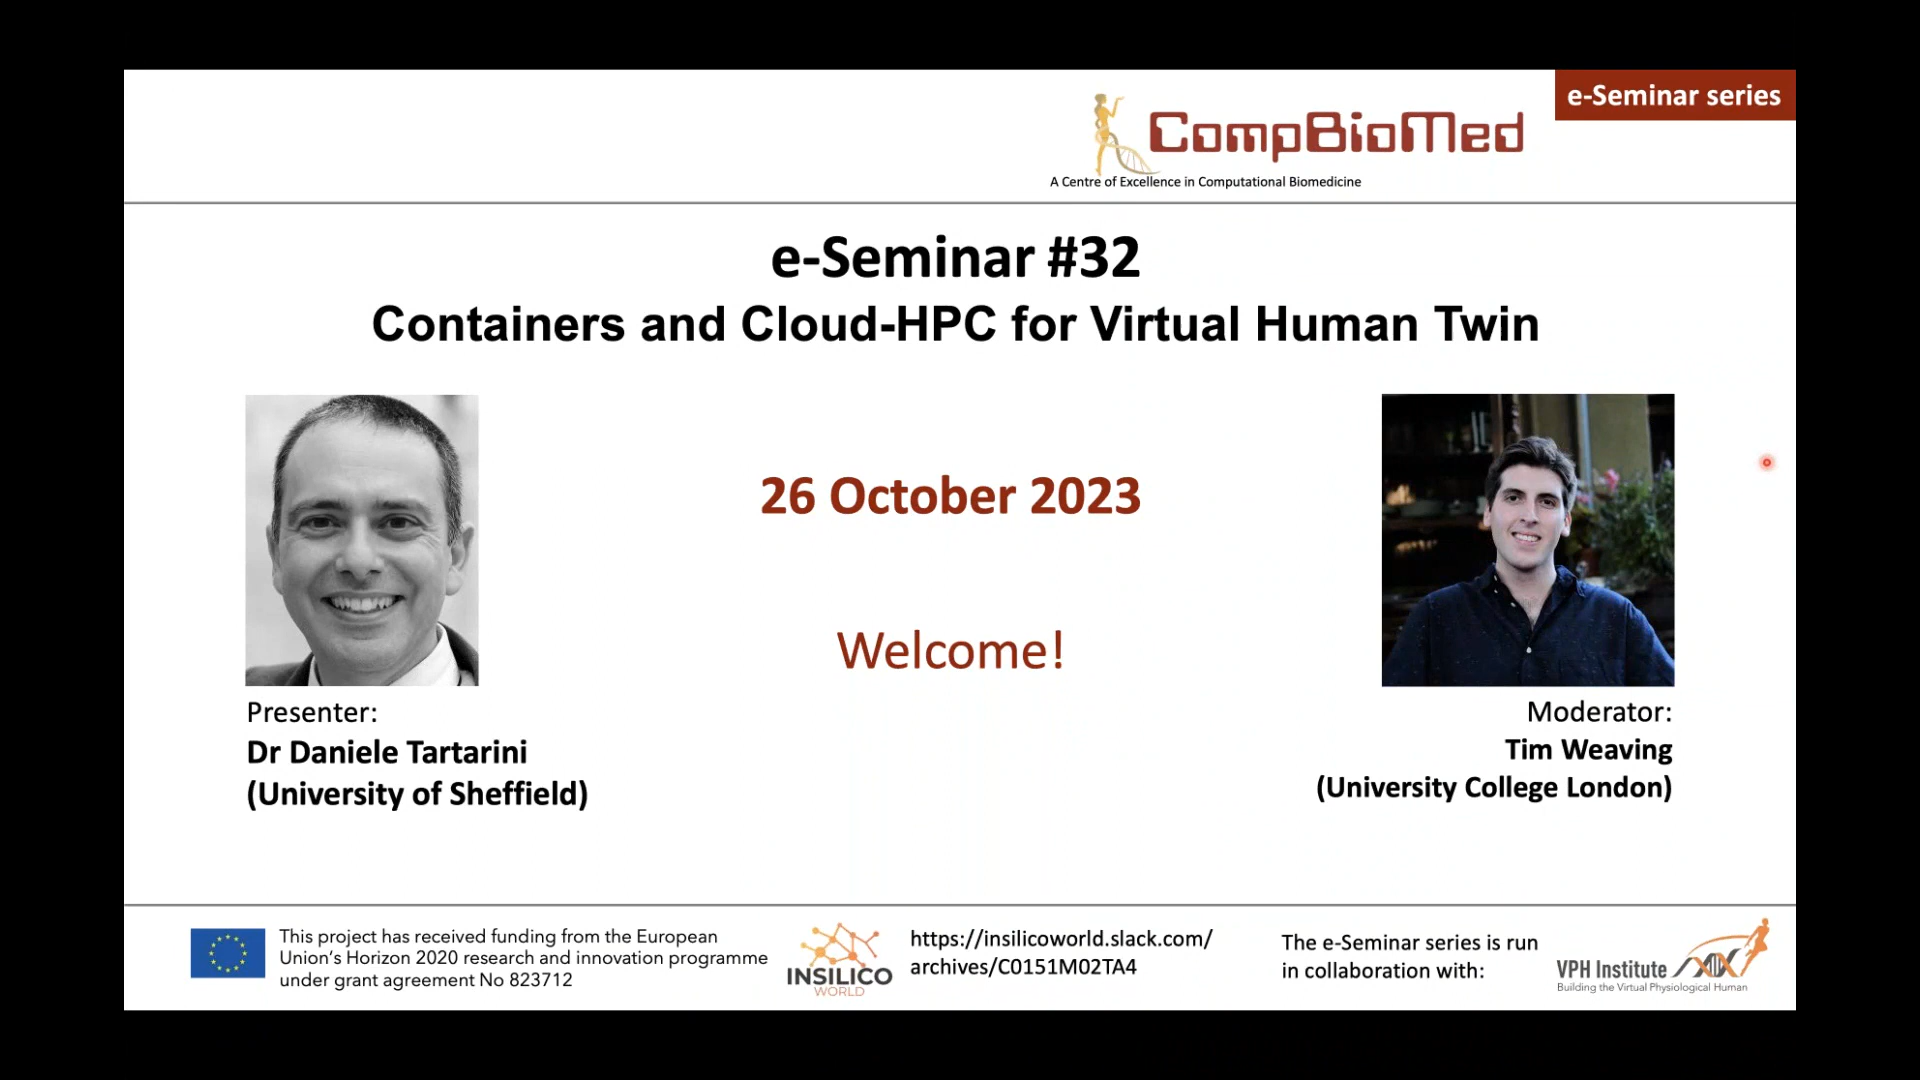 e-Seminar series
CompBioMed
A Centre of Excellence in Computational Biomedicine
e-Seminar #32
Containers and Cloud-HPC for Virtual Human Twin
26 October 2023
Welcome!
Presenter:
Dr Daniele Tartarini
(University of Sheffield)
Moderator:
Tim Weaving
(University College London)
This project has received funding from the European
Union’s Horizon 2020 research and innovation programme
under grant agreement No 823712
INSILICO
WORLD
https://insilicoworld.slack.com/
archives/C0151M02TA4
The e-Seminar series is run
in collaboration with:
VPH Institute
Building the Virtual Physiological Human